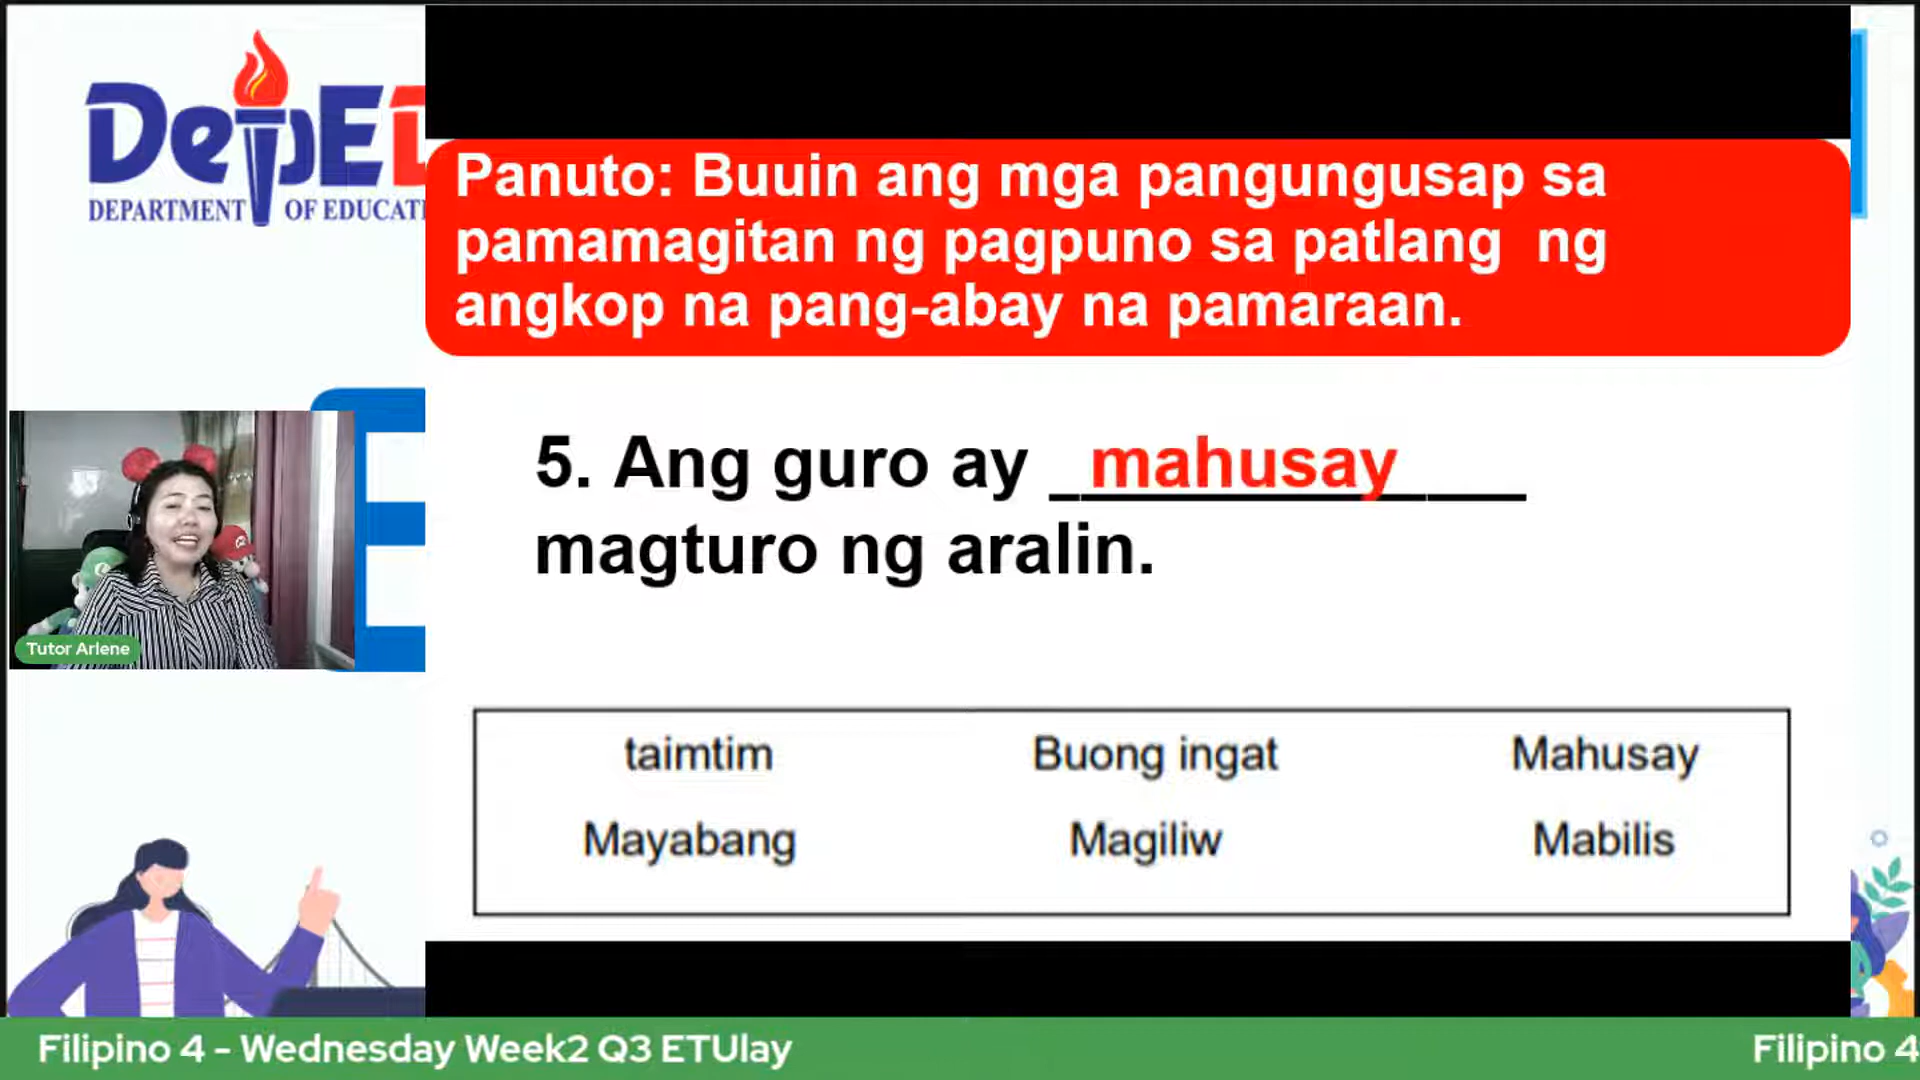 DepED
DEPARTMENT OF EDUCATI
Panuto: Buuin ang mga pangungusap sa
pamamagitan ng pagpuno sa patlang ng
angkop na pang-abay na pamaraan.
5. Ang guro ay _mahusay___
magturo ng aralin.
Tutor Arlene
taimtim Buong ingat Mahusay
Mayabang Magiliw Mabilis
Filipino 4 - Wednesday Week2 Q3 ETUlay
Filipino 4